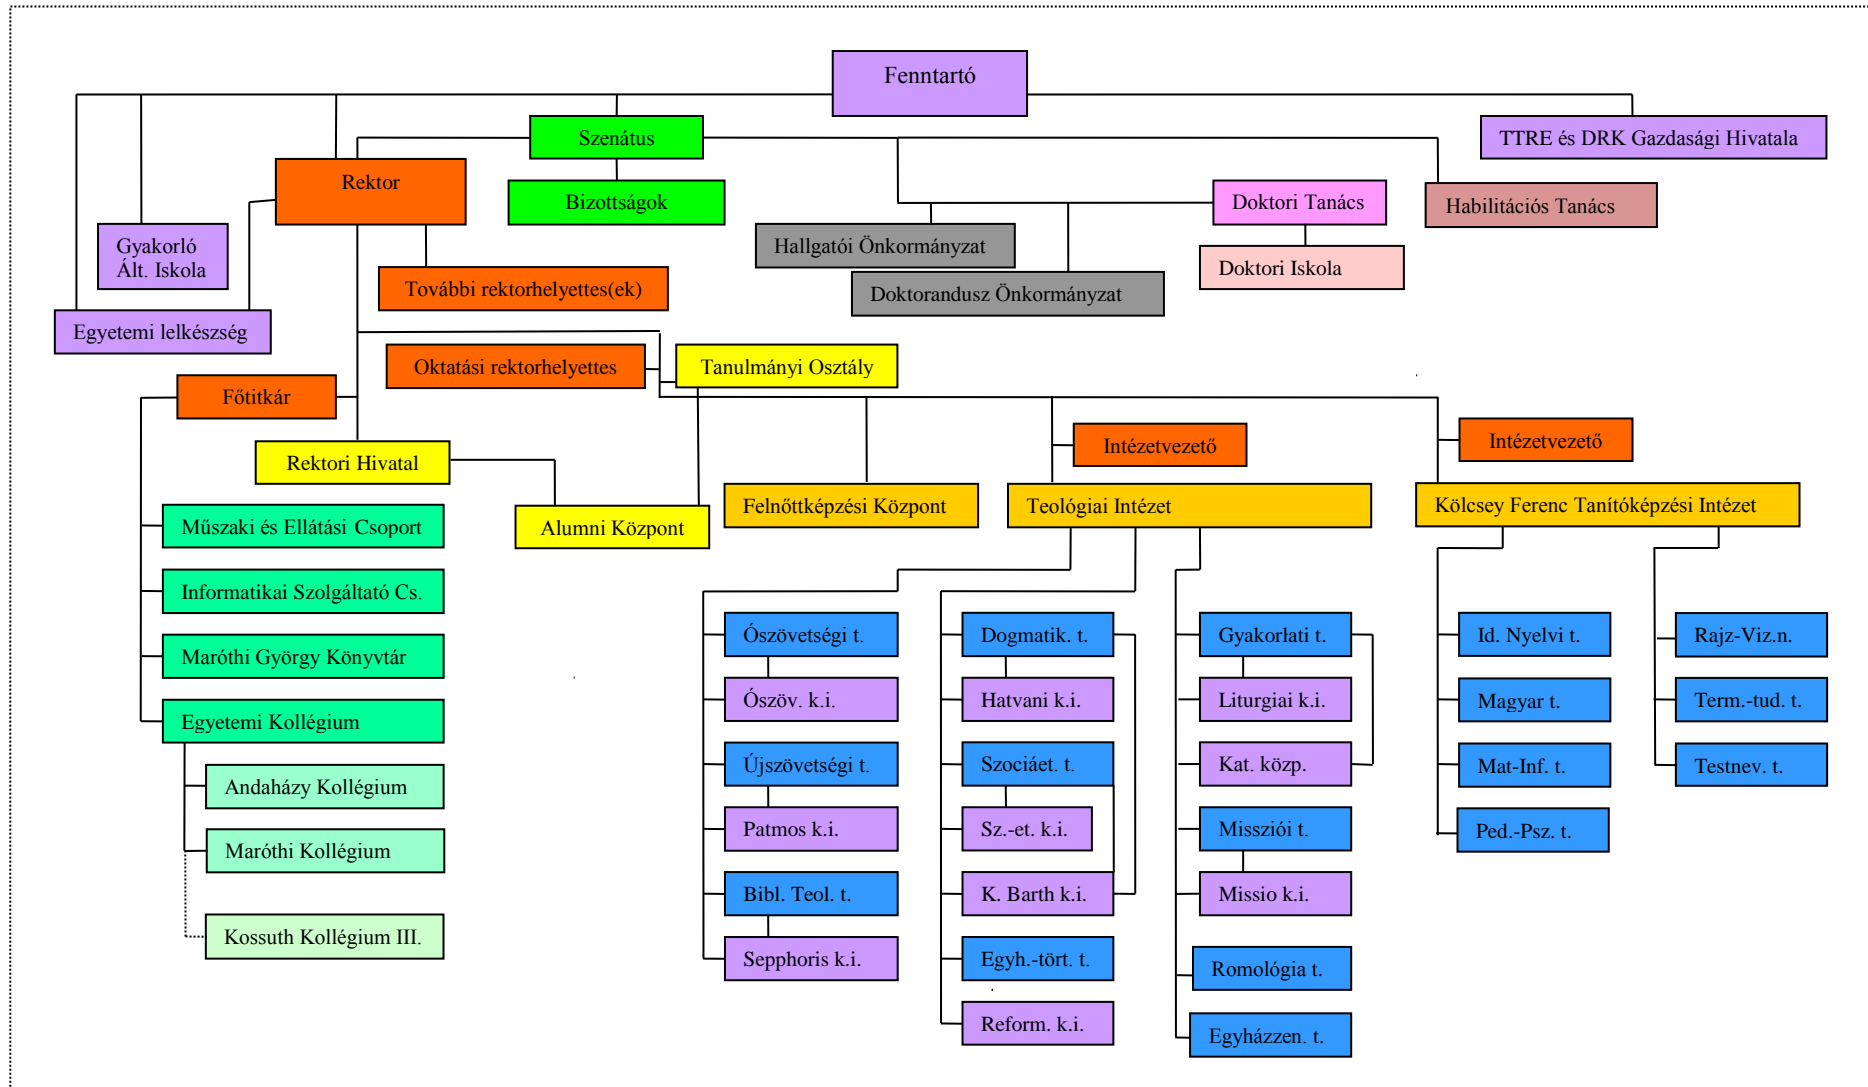 Fenntartó
Szenátus
TTRE és DRK Gazdasági Hivatala
Rektor
Bizottságok
Doktori Tanács
Habilitációs Tanács
Gyakorló
Ált. Iskola
Hallgatói Önkormányzat
Doktori Iskola
További rektorhelyettes(ek)
Doktorandusz Önkormányzat
Egyetemi lelkészség
Oktatási rektorhelyettes
Tanulmányi Osztály
Főtitkár
Intézetvezető
Intézetvezető
Rektori Hivatal
Felnőttképzési Központ
Teológiai Intézet
Kölcsey Ferenc Tanítóképzési Intézet
Műszaki és Ellátási Csoport
Alumni Központ
Informatikai Szolgáltató Cs.
Maróthi György Könyvtár
Egyetemi Kollégium
Andaházy Kollégium
Maróthi Kollégium
Kossuth Kollégium III.
Ószövetségi t.
Ószöv. k.i.
Újszövetségi t.
Patmos k.i.
Bibl. Teol. t.
Sepphoris k.i.
Dogmatik. t.
Hatvani k.i.
Szociáet. t.
Sz.-et. k.i.
K. Barth k.i.
Egyh.-tört. t.
Reform. k.i.
Gyakorlati t.
Liturgiai k.i.
Kat. közp.
Missziói t.
Missio k.i.
Romológia t.
Egyházzen. t.
Id. Nyelvi t.
Magyar t.
Mat-Inf. t.
Ped.-Psz. t.
Rajz-Viz.n.
Term.-tud. t.
Testnev. t.